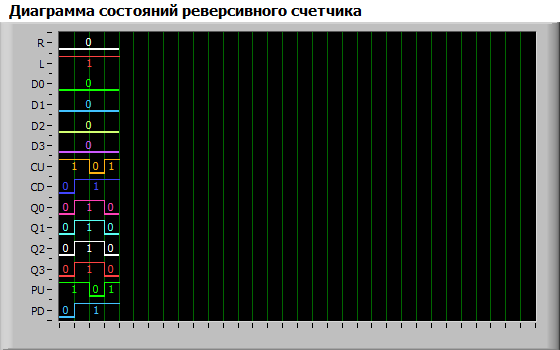 Диаграмма состояний реверсивного счетчика
R 0
L 1
D0 0
D1 0
D2 0
D3 0
CU 1 0 1
CD 0 1
Q0 0 1 0
Q1 0 1 0
Q2 0 1 0
Q3 0 1 0
PU 1 0 1
PD 0 1